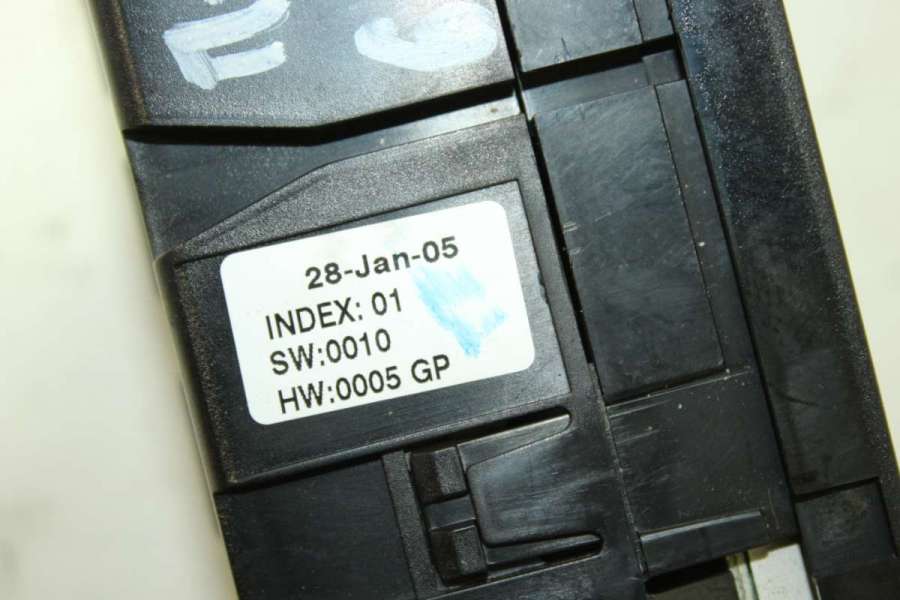 28-Jan-05
INDEX: 01
SW:0010
HW:0005 GP